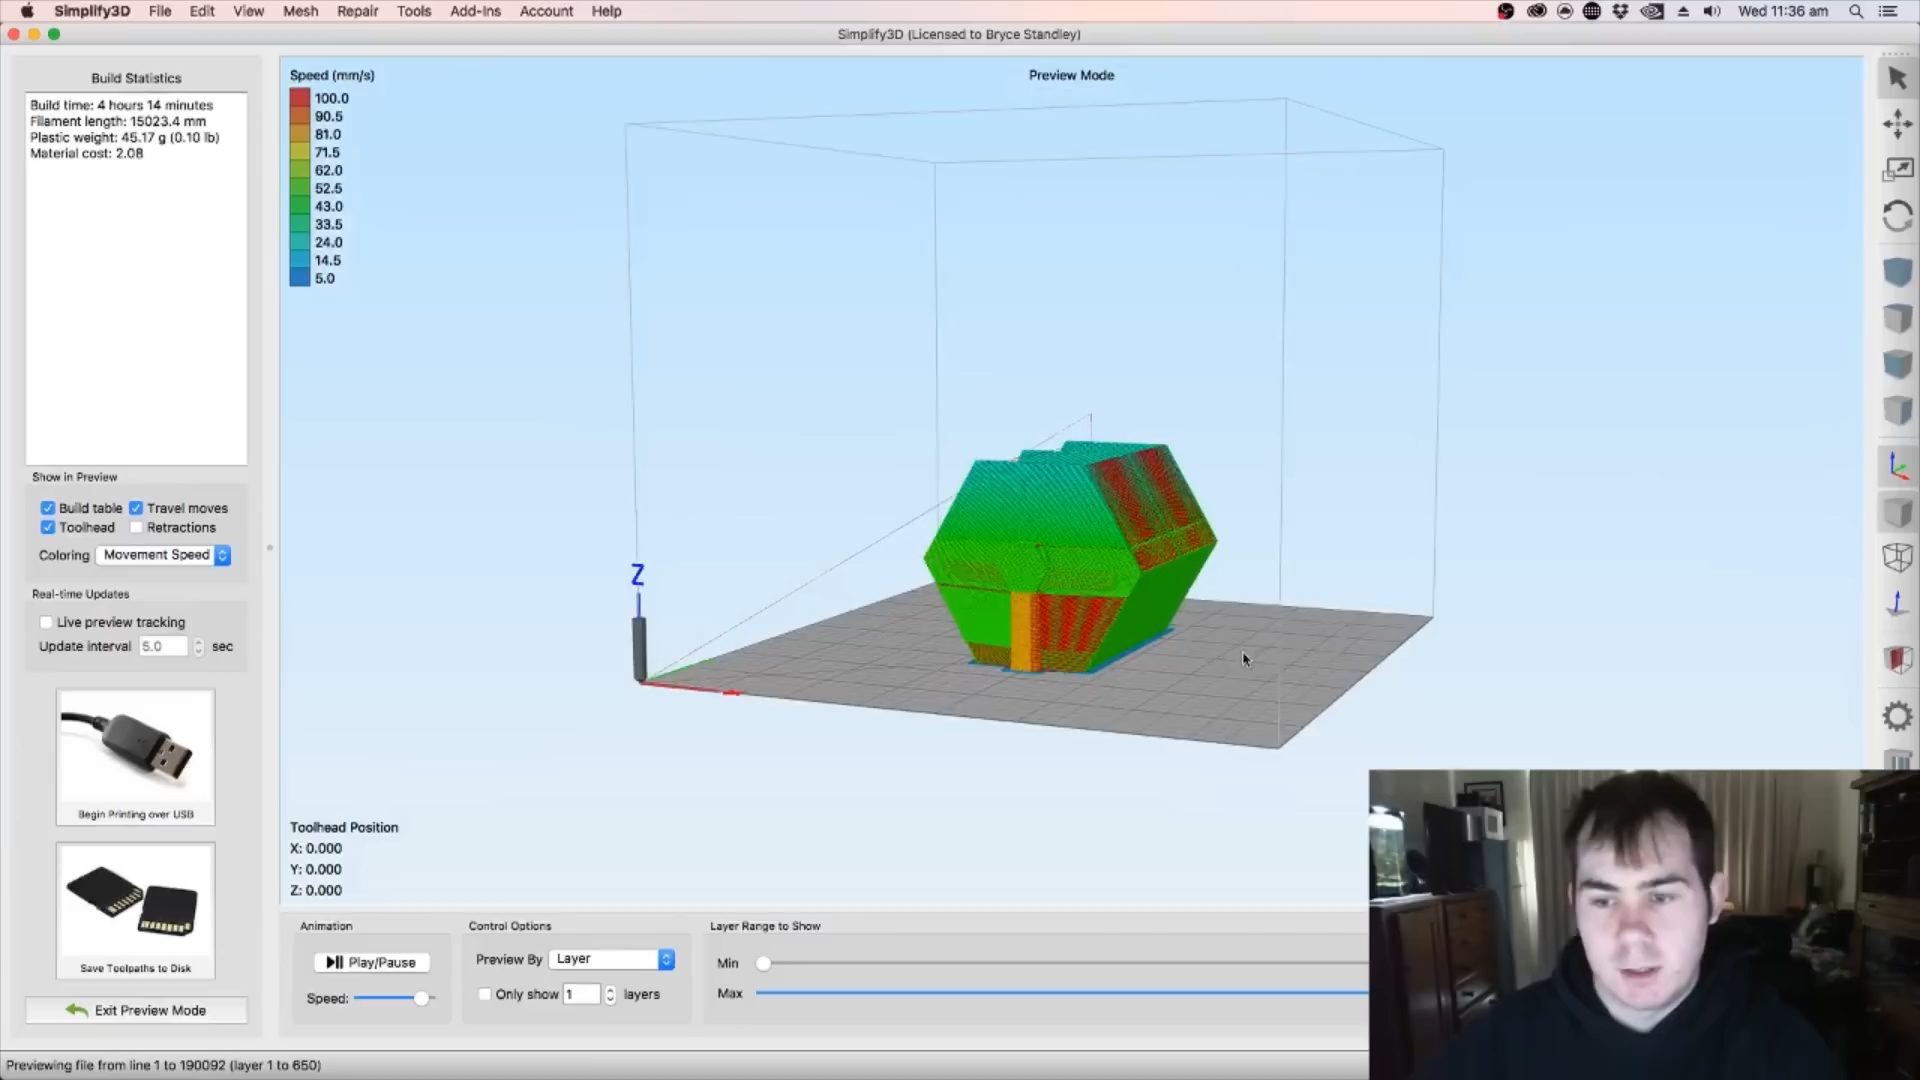 Simplify3D File Edit View Mesh Repair Tools Add-Ins Account Help
Wed 11:36 am
Simplify3D (Licensed to Bryce Standley)
Build Statistics
Build time: 4 hours 14 minutes
Filament length: 15023.4 mm
Plastic weight: 45.17 g (0.10 lb)
Material cost: 2.08
Show in Preview
Build table Travel moves
Toolhead Retractions
Coloring Movement Speed
Real-time Updates
Live preview tracking
Update interval 5.0 sec
Begin Printing over USB
Save Toolpaths to Disk
Exit Preview Mode
Speed (mm/s)
100.0
90.5
81.0
71.5
62.0
52.5
43.0
33.5
24.0
14.5
5.0
Preview Mode
Z
Toolhead Position
X: 0.000
Y: 0.000
Z: 0.000
Animation
Play/Pause
Speed:
Control Options
Preview By Layer
Only show 1 layers
Layer Range to Show
Min
Max
Previewing file from line 1 to 190092 (layer 1 to 650)